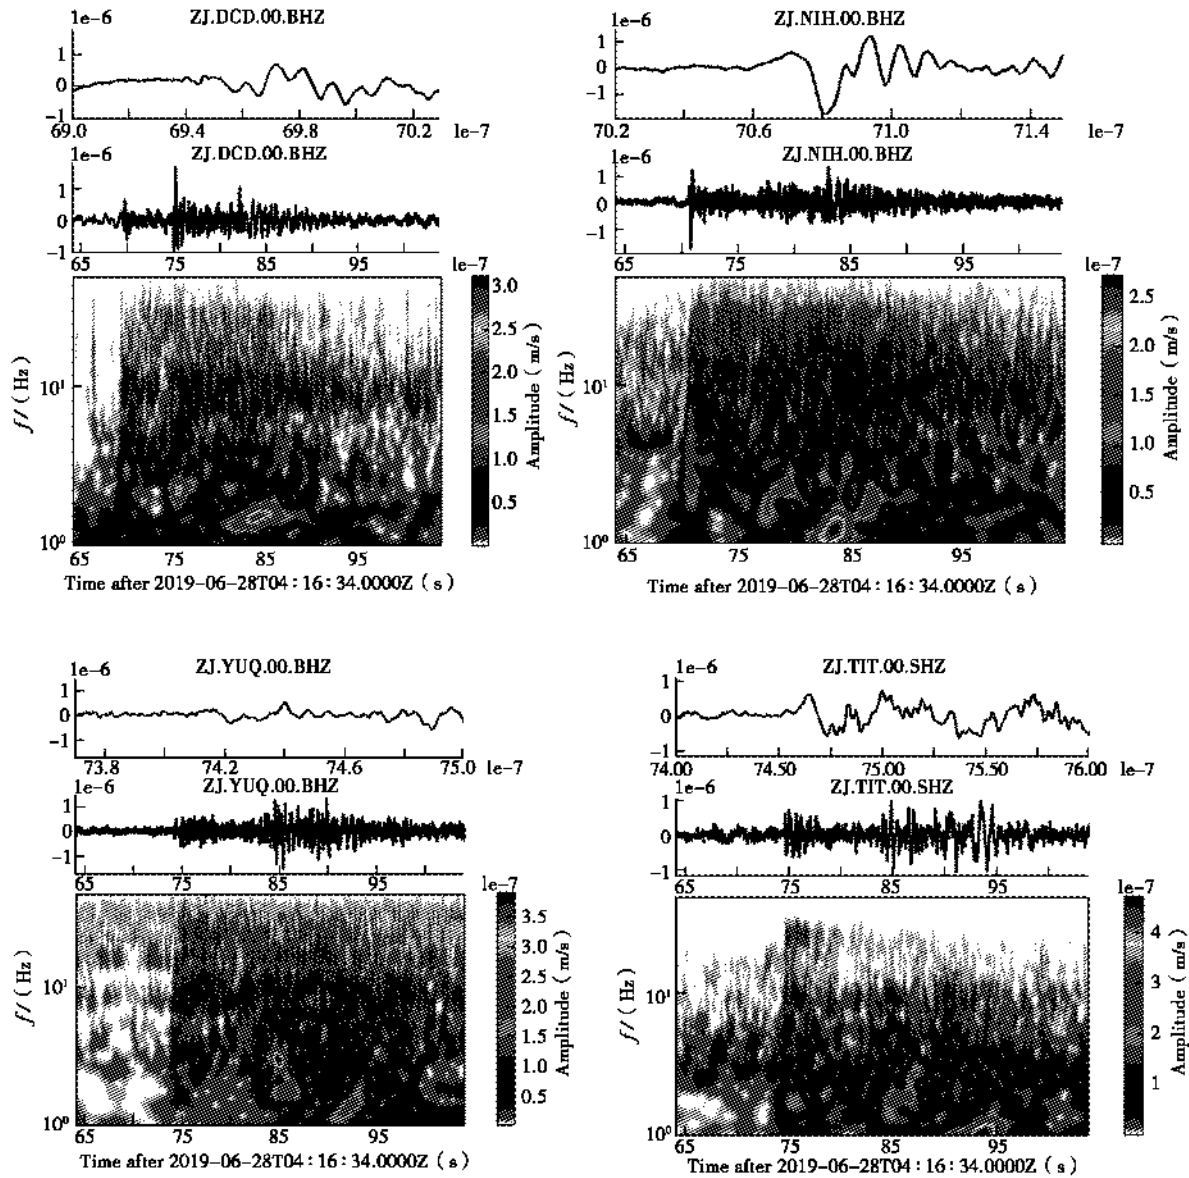 1e-6 ZJ.DCD.00.BHZ
1
0
-1
69.0 69.4 69.8 70.2 1e-7
1e-6 ZJ.DCD.00.BHZ
1
0
-1
65 75 85 95
1e-7
3.0
2.5
2.0
1.5
1.0
0.5
Amplitude ( m/s )
f/ ( Hz )
10¹
10⁰
65 75 85 95
Time after 2019-06-28T04:16:34.0000Z ( s )
1e-6 ZJ.NIH.00.BHZ
1
0
-1
70.2 70.6 71.0 71.4 1e-7
1e-6 ZJ.NIH.00.BHZ
1
0
-1
65 75 85 95
1e-7
2.5
2.0
1.5
1.0
0.5
Amplitude ( m/s )
f/ ( Hz )
10¹
10⁰
65 75 85 95
Time after 2019-06-28T04:16:34.0000Z ( s )
1e-6 ZJ.YUQ.00.BHZ
1
0
-1
73.8 74.2 74.6 75.0 1e-7
1e-6 ZJ.YUQ.00.BHZ
1
0
-1
65 75 85 95
1e-7
3.5
3.0
2.5
2.0
1.5
1.0
0.5
Amplitude ( m/s )
f/ ( Hz )
10¹
10⁰
65 75 85 95
Time after 2019-06-28T04:16:34.0000Z ( s )
1e-6 ZJ.TIT.00.SHZ
1
0
-1
74.00 74.50 75.00 75.50 76.00 1e-7
1e-6 ZJ.TIT.00.SHZ
1
0
-1
65 75 85 95
1e-7
4
3
2
1
Amplitude ( m/s )
f/ ( Hz )
10¹
10⁰
65 75 85 95
Time after 2019-06-28T04:16:34.0000Z ( s )